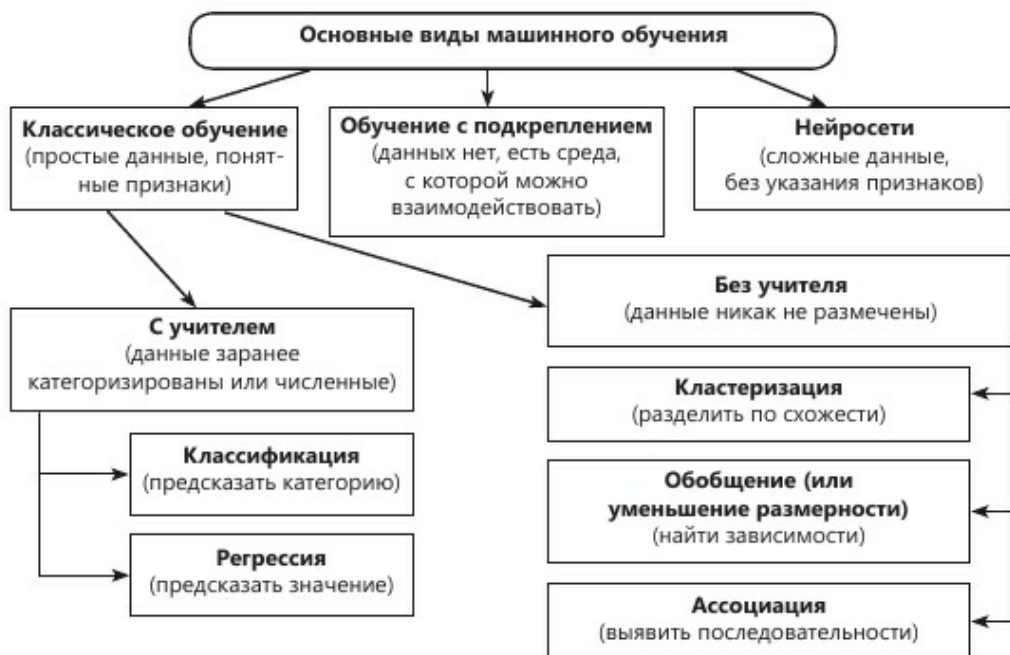 Основные виды машинного обучения
Классическое обучение
(простые данные, понят-
ные признаки)
Обучение с подкреплением
(данных нет, есть среда,
с которой можно
взаимодействовать)
Нейросети
(сложные данные,
без указания признаков)
С учителем
(данные заранее
категоризированы или численные)
Классификация
(предсказать категорию)
Регрессия
(предсказать значение)
Без учителя
(данные никак не размечены)
Кластеризация
(разделить по схожести)
Обобщение (или
уменьшение размерности)
(найти зависимости)
Ассоциация
(выявить последовательности)